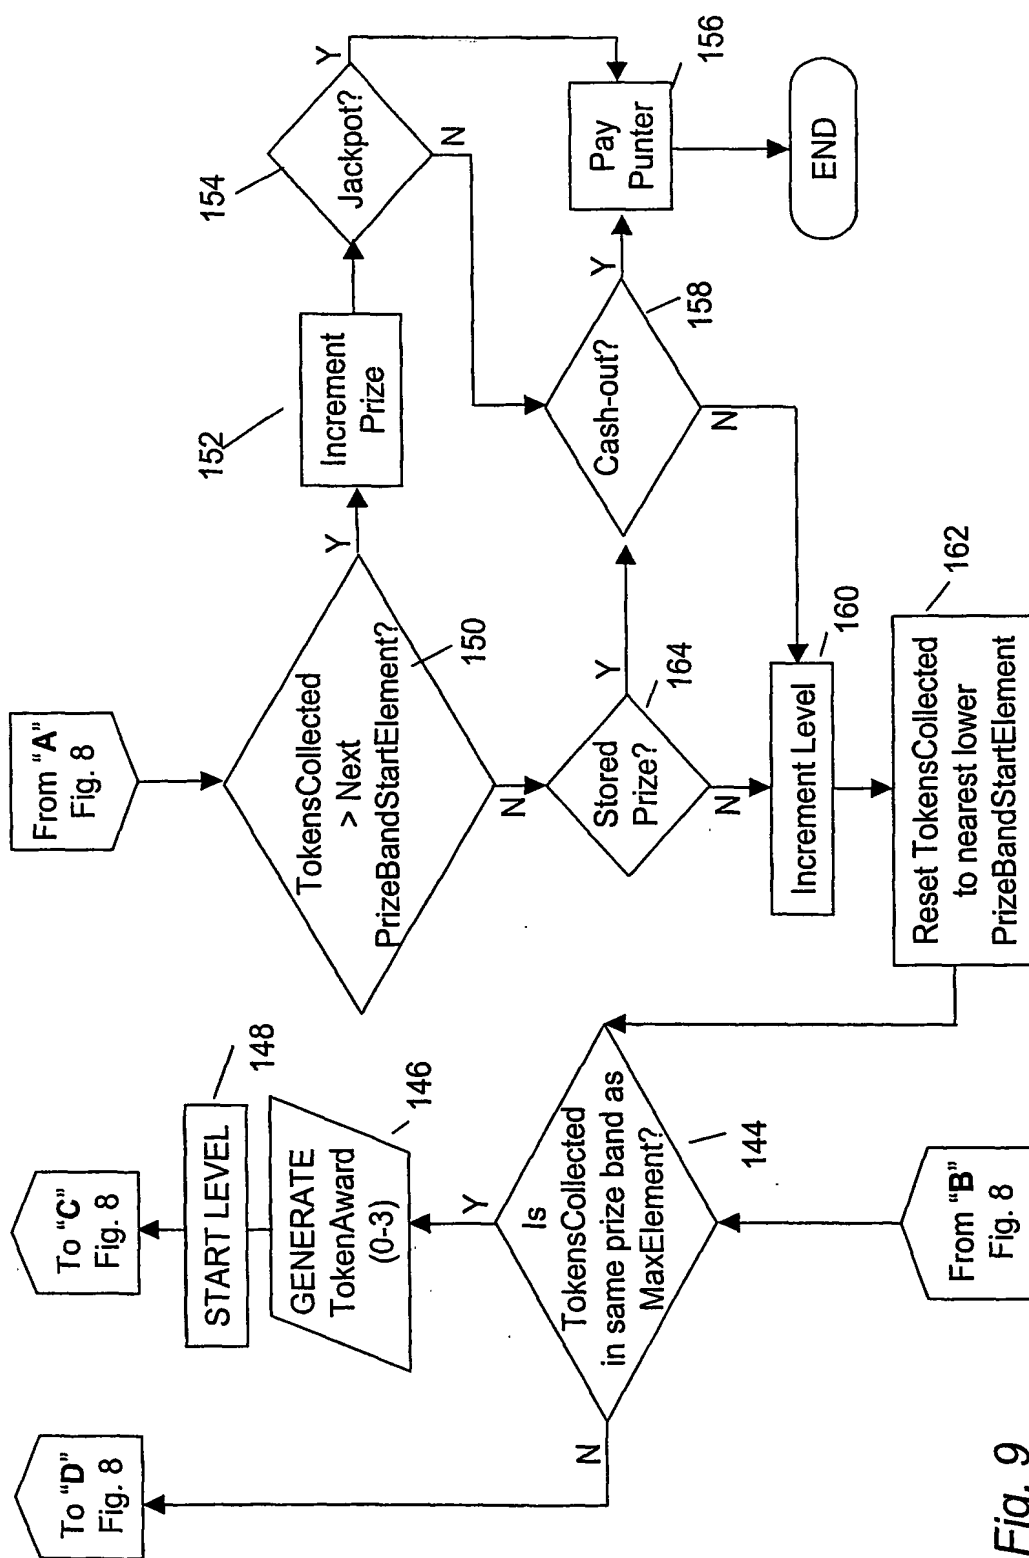 To "D"
Fig. 8
To "C"
Fig. 8
START LEVEL
148
GENERATE
TokenAward
(0-3)
146
Y
N
Is
TokensCollected
in same prize band as
MaxElement?
144
From "B"
Fig. 8
From "A"
Fig. 8
TokensCollected
> Next
PrizeBandStartElement?
150
Y
N
152
Increment
Prize
154
Jackpot?
Y
N
Stored
Prize?
164
Y
N
Cash-out?
158
Y
N
Pay
Punter
156
END
Increment Level
160
Reset TokensCollected
to nearest lower
PrizeBandStartElement
162
Fig. 9